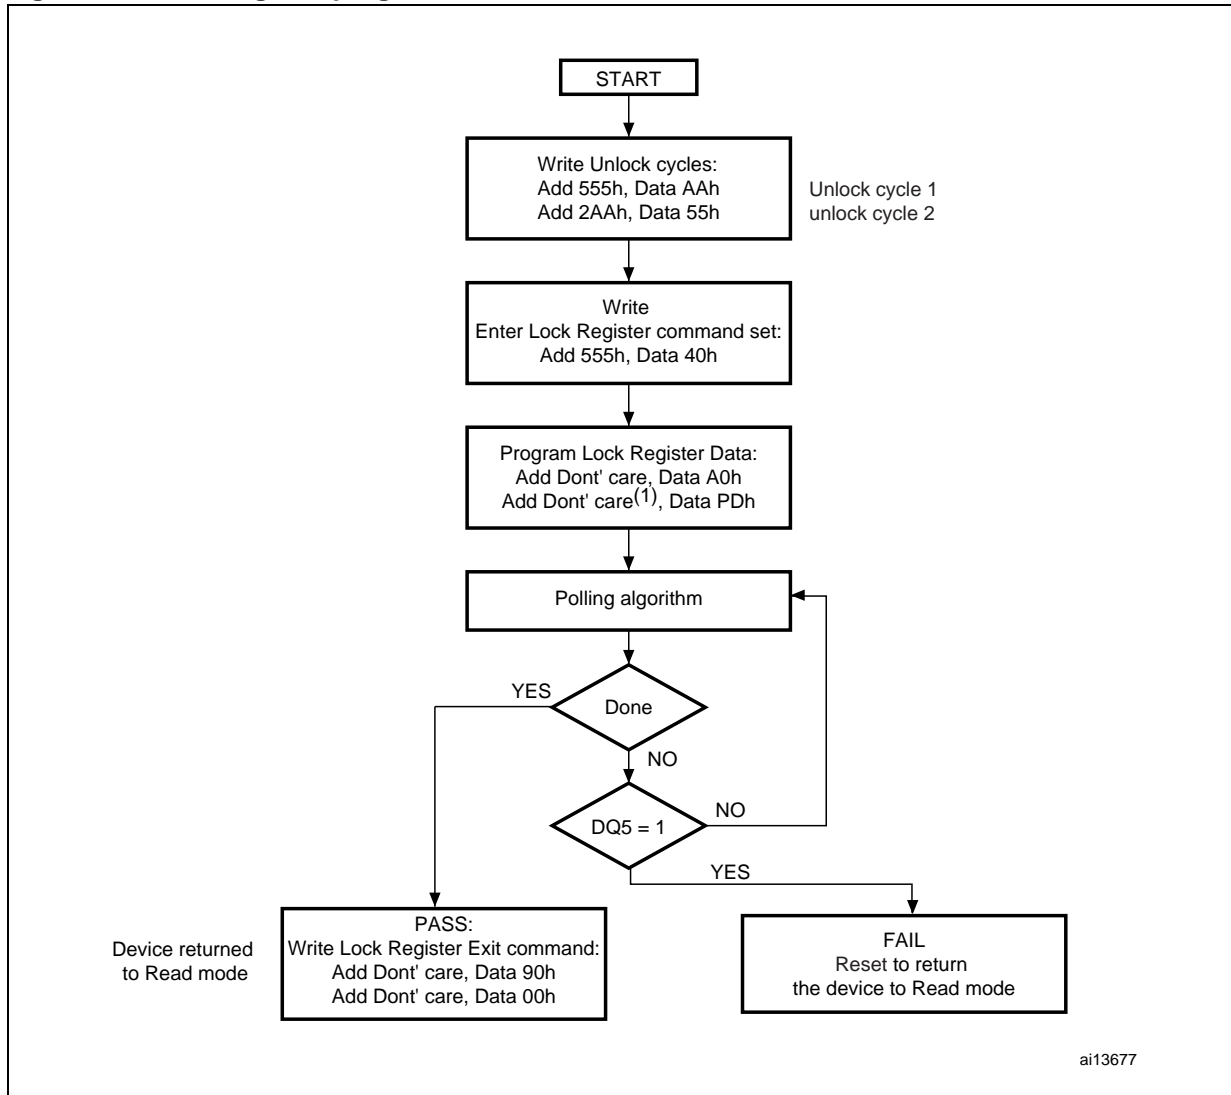 START
Write Unlock cycles:
Add 555h, Data AAh
Add 2AAh, Data 55h
Unlock cycle 1
unlock cycle 2
Write
Enter Lock Register command set:
Add 555h, Data 40h
Program Lock Register Data:
Add Dont' care, Data A0h
Add Dont' care(1), Data PDh
Polling algorithm
YES
Done
NO
DQ5 = 1
NO
YES
Device returned
to Read mode
PASS:
Write Lock Register Exit command:
Add Dont' care, Data 90h
Add Dont' care, Data 00h
FAIL
Reset to return
the device to Read mode
ai13677